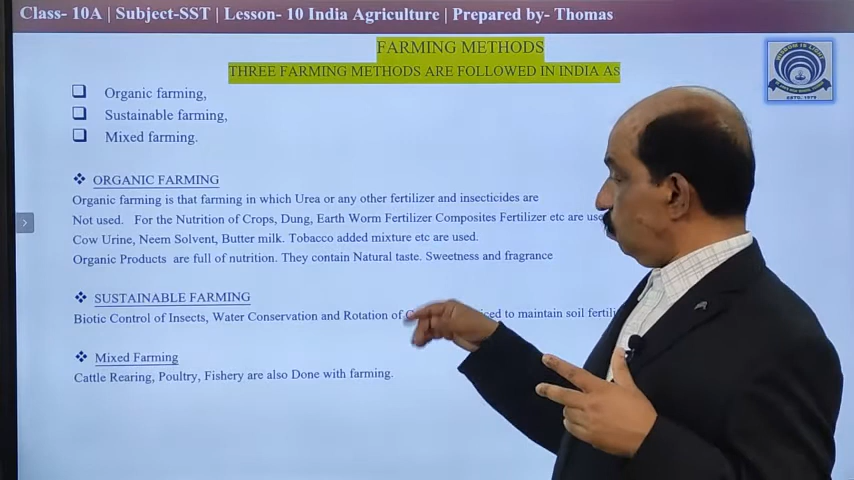 Class- 10A | Subject-SST | Lesson- 10 India Agriculture | Prepared by- Thomas
FARMING METHODS
THREE FARMING METHODS ARE FOLLOWED IN INDIA As
Organic farming,
Sustainable farming,
Mixed farming.
ORGANIC FARMING
Organic farming is that farming in which Urea or any other fertilizer and insecticides are
Not used. For the Nutrition of Crops, Dung, Earth Worm Fertilizer Composites Fertilizer etc are use
Cow Urine, Neem Solvent, Butter milk. Tobacco added mixture etc are used.
Organic Products are full of nutrition. They contain Natural taste. Sweetness and fragrance
SUSTAINABLE FARMING
Biotic Control of Insects, Water Conservation and Rotation of to maintain soil
Mixed Farming
Cattle Rearing, Poultry, Fishery are also Done with farming.